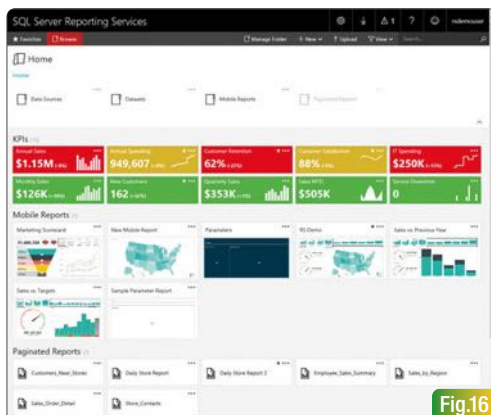 SQL Server Reporting Services
1 ? rsdemouser
Favorites Browse Manage Folder + New Upload View Search...
Home
Home
Data Sources Datasets Mobile Reports Paginated Reports
KPIs
Annual Sales Annual Spending Customer Retention Customer Satisfaction IT Spending
$1.15M 949,607 62% 88% $250K
Monthly Sales New Customers Quarterly Sales Sales MTD Service Downtime
$126K 162 $353K $505K 0
Mobile Reports
Marketing Scorecard New Mobile Report Parameters RS Demo Sales vs. Previous Year
Sales vs. Targets Sample Parameter Report
Paginated Reports
Customers_Near_Stores Daily Store Report Daily Store Report 2 Employee_Sales_Summary Sales_by_Region
Sales_Order_Detail Store_Contacts
Fig.16